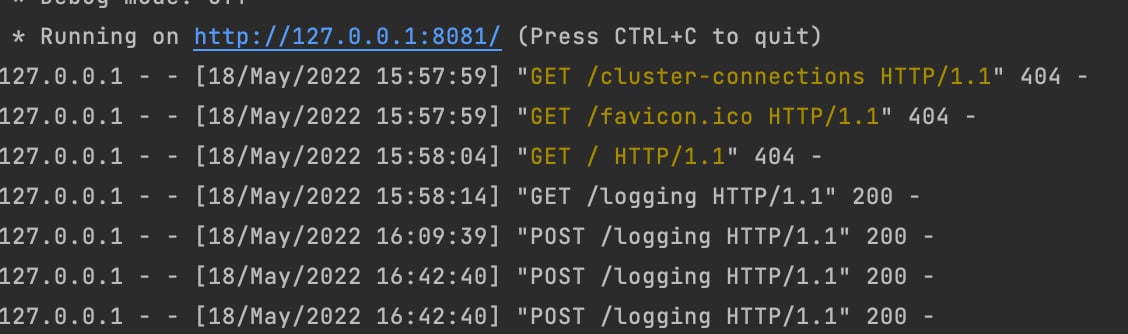 * Debug mode: off
* Running on http://127.0.0.1:8081/ (Press CTRL+C to quit)
127.0.0.1 - - [18/May/2022 15:57:59] "GET /cluster-connections HTTP/1.1" 404 -
127.0.0.1 - - [18/May/2022 15:57:59] "GET /favicon.ico HTTP/1.1" 404 -
127.0.0.1 - - [18/May/2022 15:58:04] "GET / HTTP/1.1" 404 -
127.0.0.1 - - [18/May/2022 15:58:14] "GET /logging HTTP/1.1" 200 -
127.0.0.1 - - [18/May/2022 16:09:39] "POST /logging HTTP/1.1" 200 -
127.0.0.1 - - [18/May/2022 16:42:40] "POST /logging HTTP/1.1" 200 -
127.0.0.1 - - [18/May/2022 16:42:40] "POST /logging HTTP/1.1" 200 -